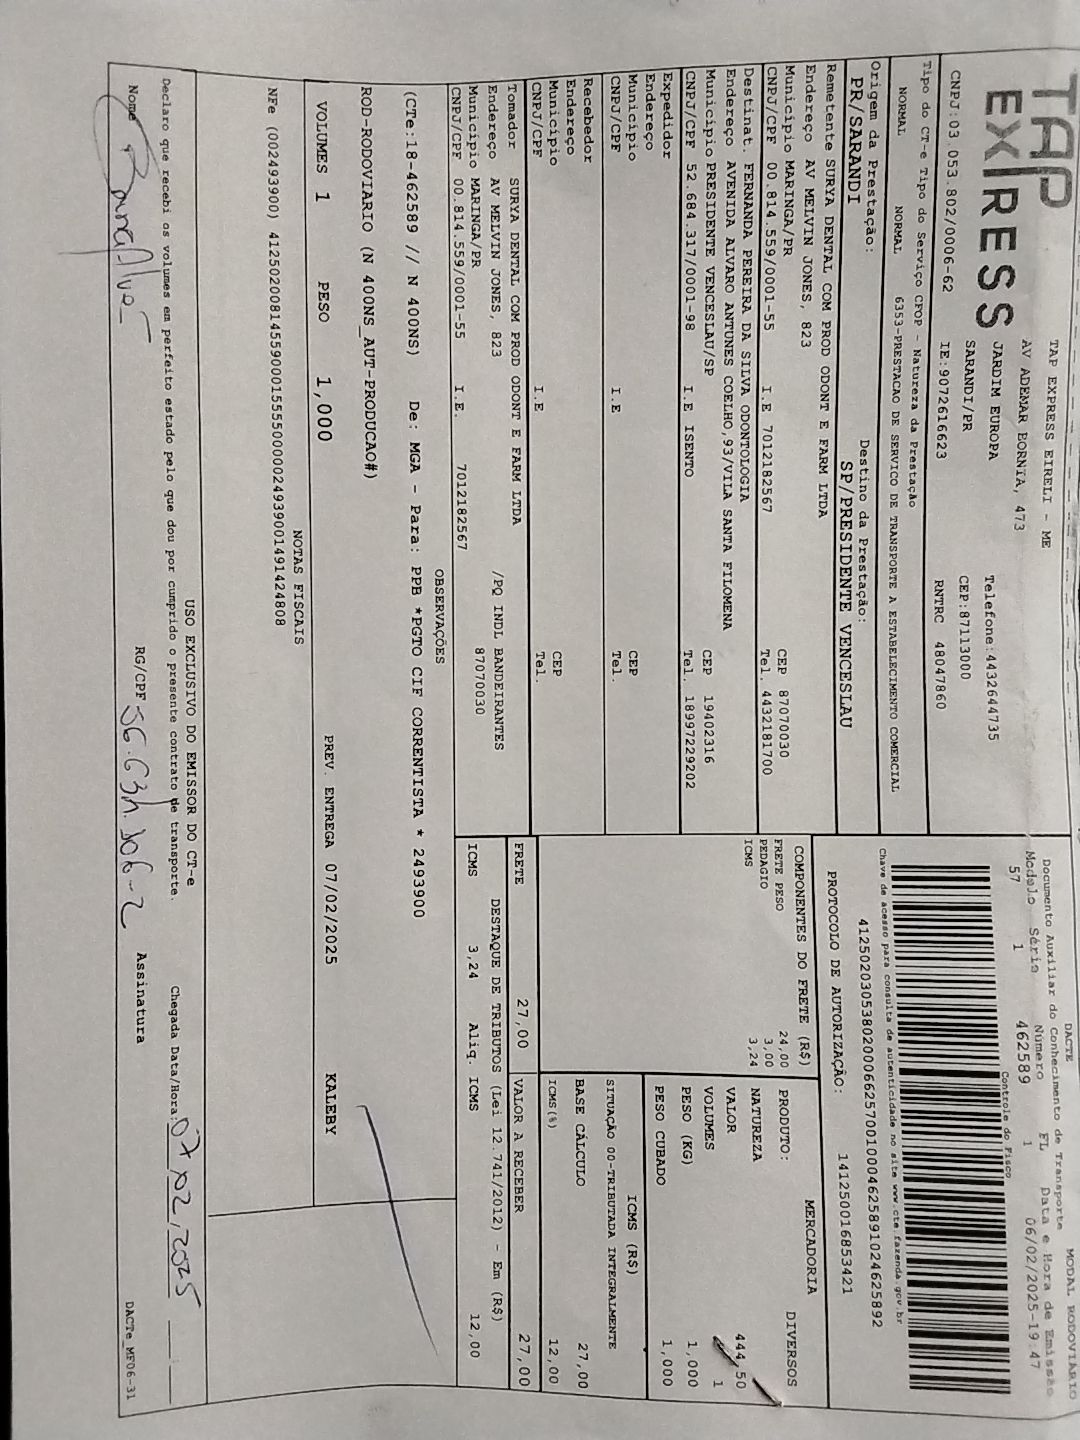 TAP
EXPRESS
TAP EXPRESS EIRELI - ME
AV ADEMAR BORNIA, 473
JARDIM EUROPA
SARANDI/PR
Telefone:4432644735
CEP:87113000
CNPJ:03.053.802/0006-62 IE:9072616623 RNTRC 48047860
Tipo do CT-e Tipo do Serviço CFOP - Natureza da Prestação
NORMAL NORMAL 6353-PRESTACAO DE SERVICO DE TRANSPORTE A ESTABELECIMENTO COMERCIAL
Origem da Prestação: Destino da Prestação:
PR/SARANDI SP/PRESIDENTE VENCESLAU
Remetente SURYA DENTAL COM PROD ODONT E FARM LTDA
Endereço AV MELVIN JONES, 823
Município MARINGA/PR CEP 87070030
CNPJ/CPF 00.814.559/0001-55 I.E 7012182567 Tel. 4432181700
Destinat. FERNANDA PEREIRA DA SILVA ODONTOLOGIA
Endereço AVENIDA ALVARO ANTUNES COELHO,93/VILA SANTA FILOMENA
Município PRESIDENTE VENCESLAU/SP CEP 19402316
CNPJ/CPF 52.684.317/0001-98 I.E ISENTO Tel. 18997229202
Expedidor
Endereço
Município CEP
CNPJ/CPF I.E Tel.
Recebedor
Endereço
Município CEP
CNPJ/CPF I.E Tel.
Tomador SURYA DENTAL COM PROD ODONT E FARM LTDA
Endereço AV MELVIN JONES, 823 /PQ INDL BANDEIRANTES
Município MARINGA/PR 87070030
CNPJ/CPF 00.814.559/0001-55 I.E. 7012182567
DACTE MODAL RODOVIÁRIO
Documento Auxiliar do Conhecimento de Transporte
Modelo Série Número FL Data e Hora de Emissão
57 1 462589 1 06/02/2025-19:47
Controle do Fisco
Chave de acesso para consulta de autenticidade no site www.cte.fazenda.gov.br
41250203053802000662570010004625891024625892
PROTOCOLO DE AUTORIZAÇÃO: 141250016853421
COMPONENTES DO FRETE (R$)
FRETE PESO 24,00
PEDAGIO 3,00
ICMS 3,24
PRODUTO: MERCADORIA
NATUREZA DIVERSOS
VALOR 444,50
VOLUMES 1
PESO (KG) 1,000
PESO CUBADO 1,000
ICMS (R$)
SITUAÇÃO 00-TRIBUTADA INTEGRALMENTE
BASE CÁLCULO 27,00
ICMS(%) 12,00
FRETE 27,00 VALOR A RECEBER 27,00
DESTAQUE DE TRIBUTOS (Lei 12.741/2012) - Em (R$)
ICMS 3,24 Aliq. ICMS 12,00
OBSERVAÇÕES
(CTe:18-462589 // N 400NS) De: MGA - Para: PPB *PGTO CIF CORRENTISTA * 2493900
ROD-RODOVIARIO (N 400NS_AUT-PRODUCAO#)
VOLUMES 1 PESO 1,000 PREV. ENTREGA 07/02/2025 KALEBY
NOTAS FISCAIS
NFe (002493900) 41250200814559000155550000024939001491424808
USO EXCLUSIVO DO EMISSOR DO CT-e
Declaro que recebi os volumes em perfeito estado pelo que dou por cumprido o presente contrato de transporte. Chegada Data/Hora: 07/02/2025
Nome RG/CPF Assinatura
DACTe_MF06-31